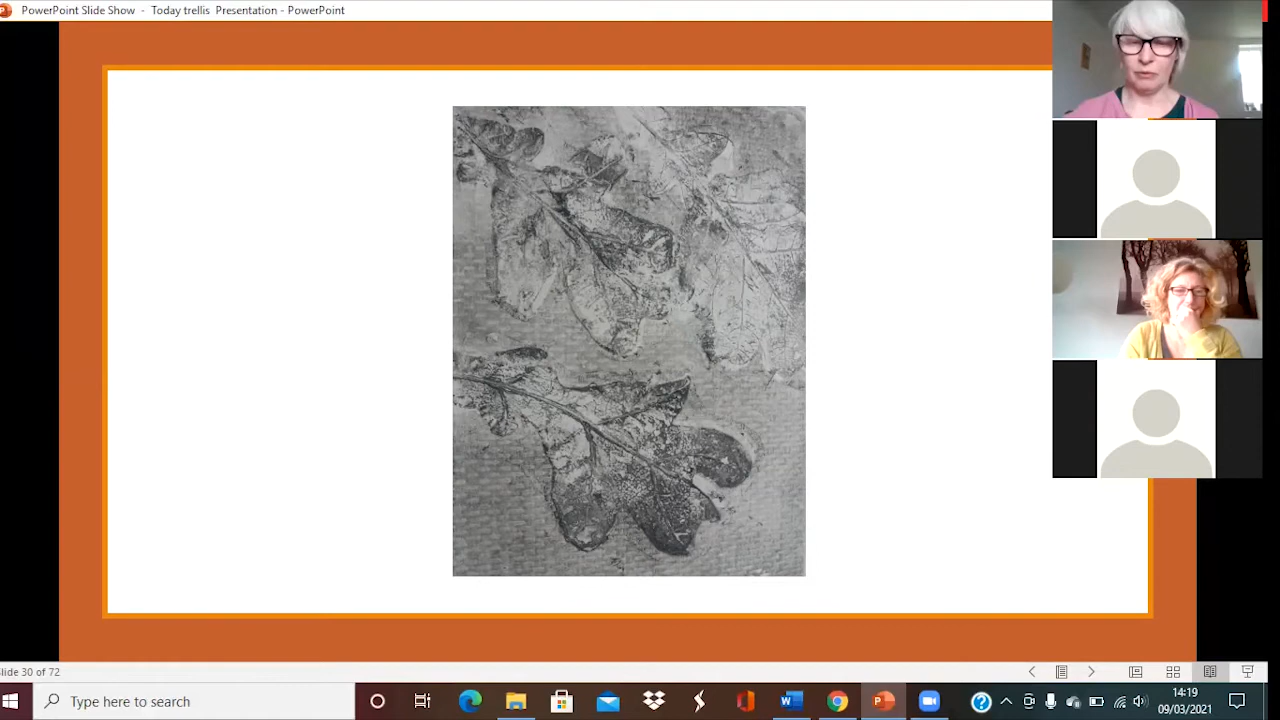 PowerPoint Slide Show - Today trellis Presentation - PowerPoint
Slide 30 of 72
Type here to search
14:19
09/03/2021